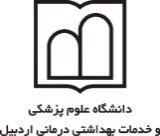 دانشگاه علوم پزشکی
و خدمات بهداشتی درمانی اردبیل